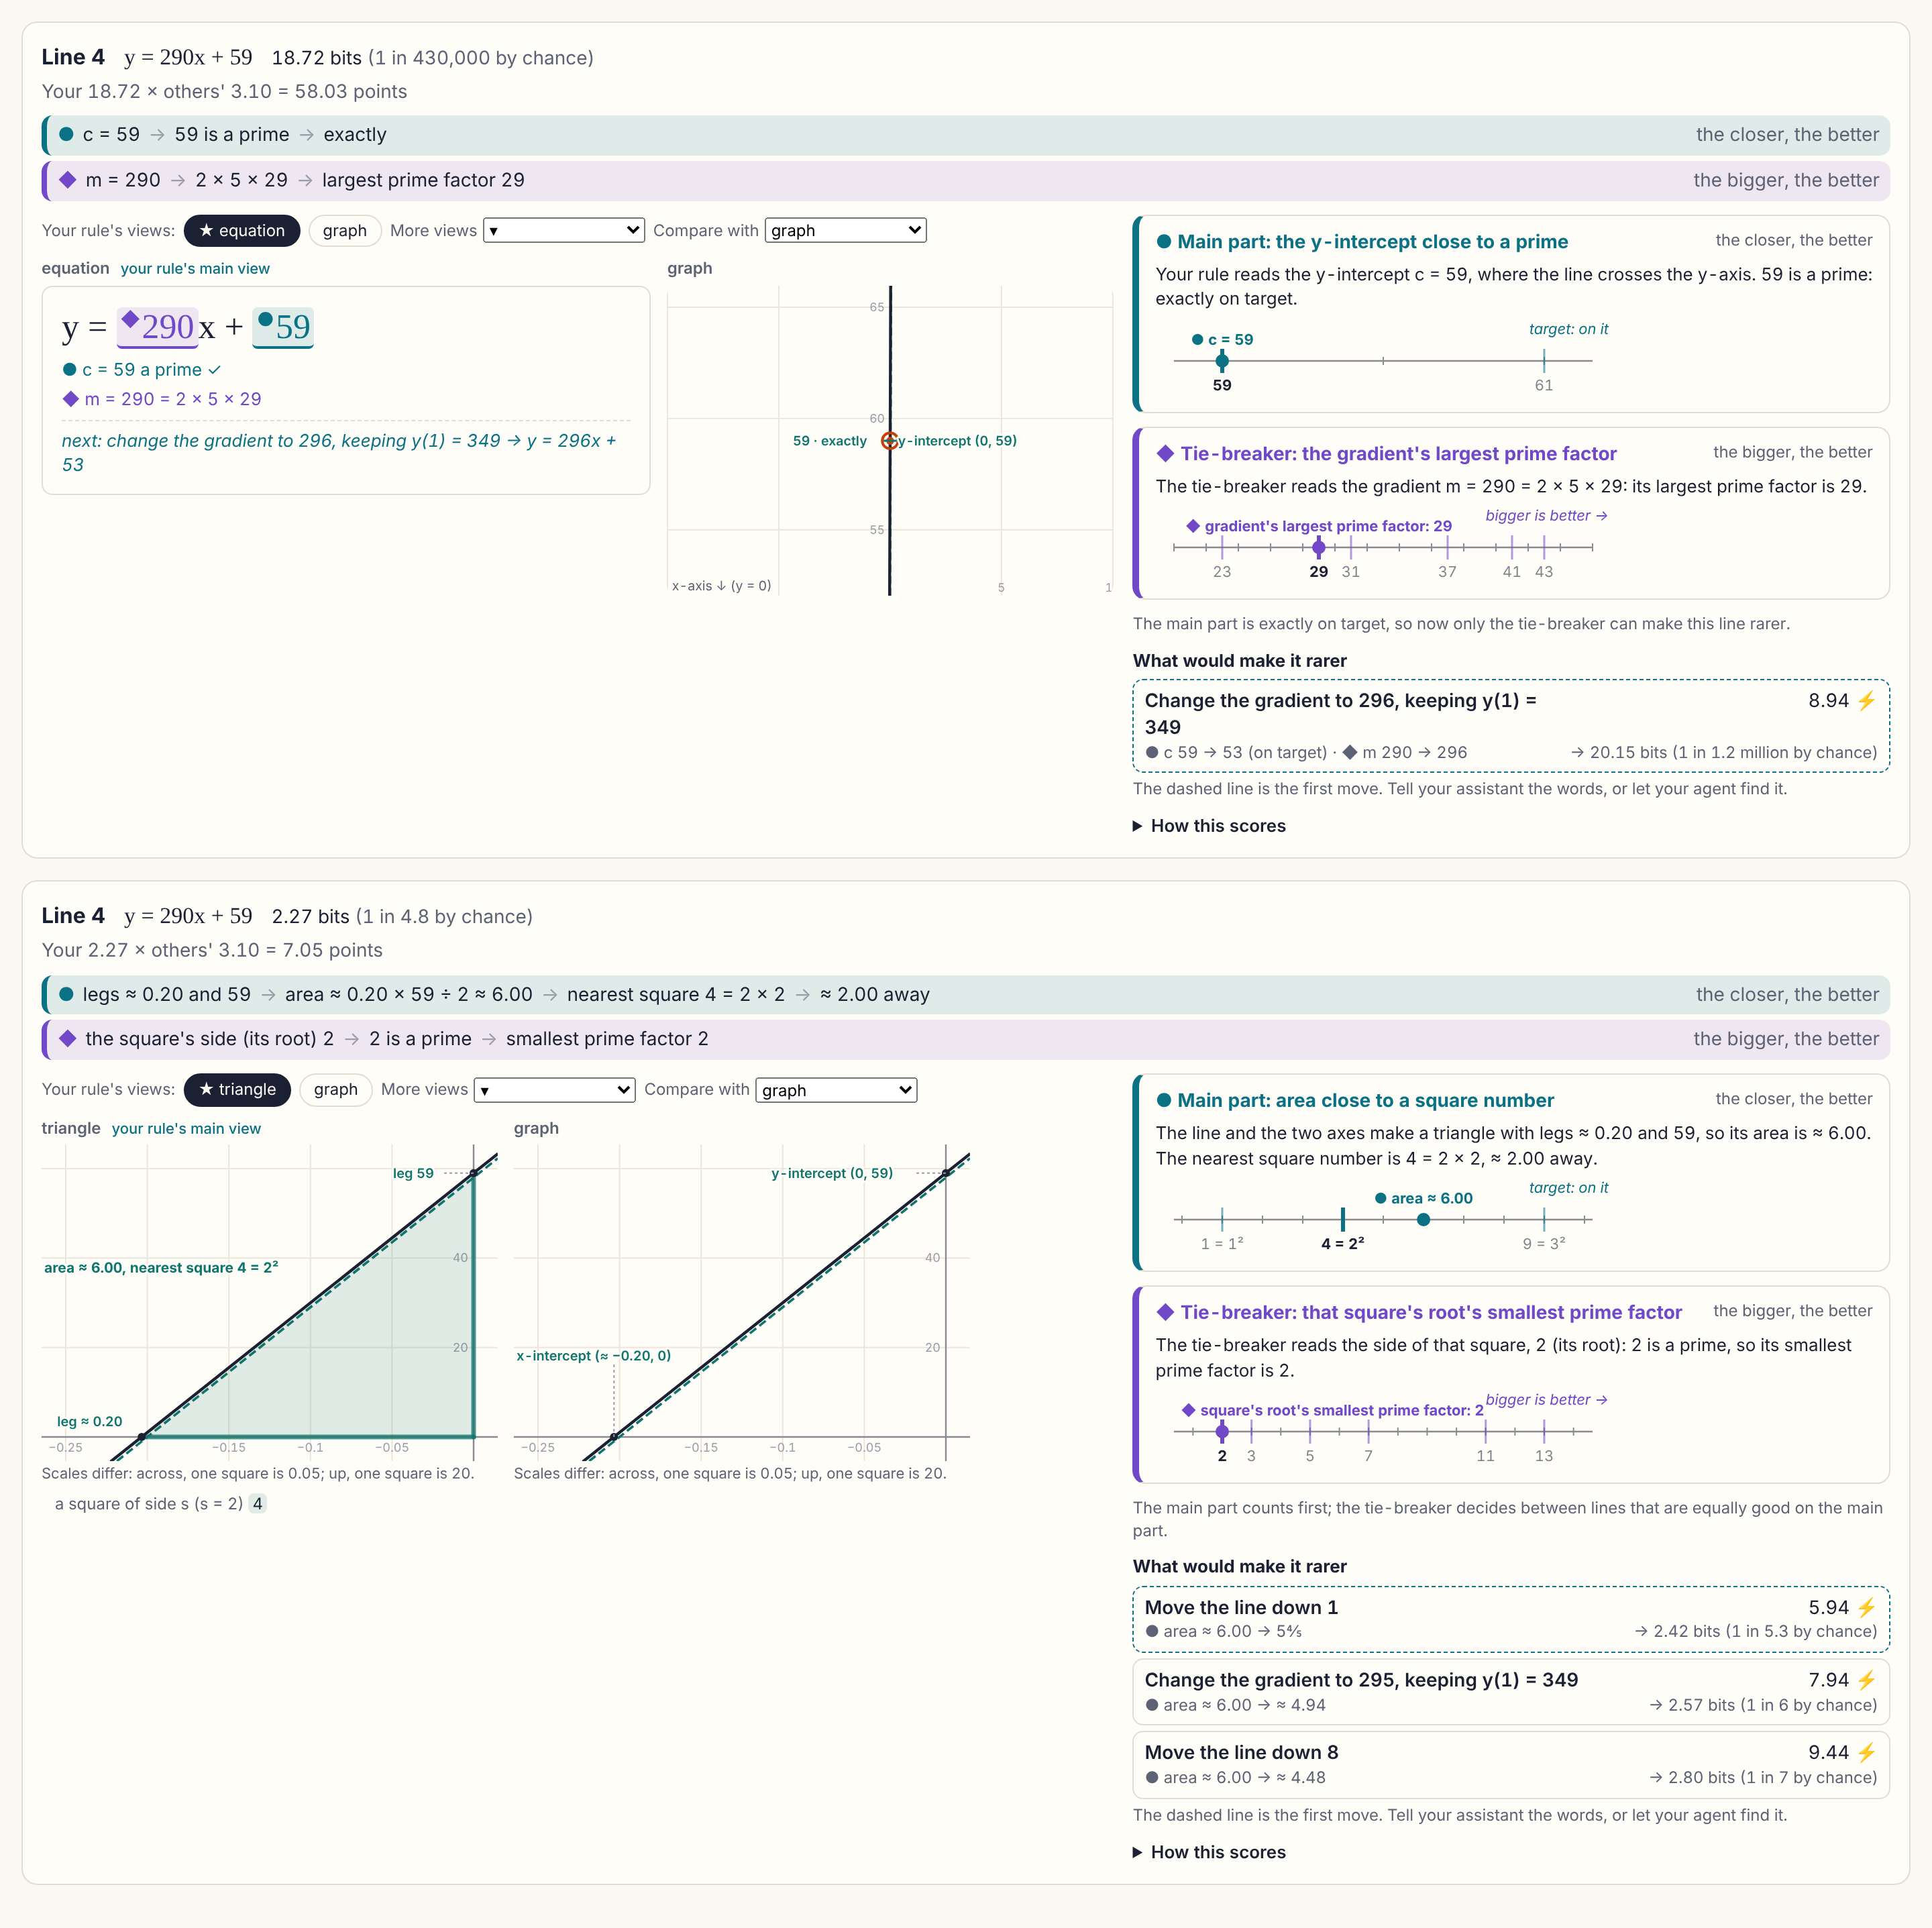 Line 4 y = 290x + 59 18.72 bits (1 in 430,000 by chance)
Your 18.72 × others' 3.10 = 58.03 points
● c = 59 → 59 is a prime → exactly the closer, the better
◆ m = 290 → 2 × 5 × 29 → largest prime factor 29 the bigger, the better
Your rule's views: ★ equation graph More views ▾ Compare with graph
equation your rule's main view
y = ◆290x + ●59
● c = 59 a prime ✓
◆ m = 290 = 2 × 5 × 29
next: change the gradient to 296, keeping y(1) = 349 → y = 296x +
53
graph
65
60
59 · exactly y-intercept (0, 59)
55
x-axis ↓ (y = 0) 5 1
● Main part: the y-intercept close to a prime the closer, the better
Your rule reads the y-intercept c = 59, where the line crosses the y-axis. 59 is a prime:
exactly on target.
target: on it
● c = 59
59 61
◆ Tie-breaker: the gradient's largest prime factor the bigger, the better
The tie-breaker reads the gradient m = 290 = 2 × 5 × 29: its largest prime factor is 29.
bigger is better →
◆ gradient's largest prime factor: 29
23 29 31 37 41 43
The main part is exactly on target, so now only the tie-breaker can make this line rarer.
What would make it rarer
Change the gradient to 296, keeping y(1) = 8.94 ⚡
349
● c 59 → 53 (on target) · ◆ m 290 → 296 → 20.15 bits (1 in 1.2 million by chance)
The dashed line is the first move. Tell your assistant the words, or let your agent find it.
▶ How this scores
Line 4 y = 290x + 59 2.27 bits (1 in 4.8 by chance)
Your 2.27 × others' 3.10 = 7.05 points
● legs ≈ 0.20 and 59 → area ≈ 0.20 × 59 ÷ 2 ≈ 6.00 → nearest square 4 = 2 × 2 → ≈ 2.00 away the closer, the better
◆ the square's side (its root) 2 → 2 is a prime → smallest prime factor 2 the bigger, the better
Your rule's views: ★ triangle graph More views ▾ Compare with graph
triangle your rule's main view
leg 59
40
area ≈ 6.00, nearest square 4 = 2²
20
leg ≈ 0.20
−0.25 −0.15 −0.1 −0.05
Scales differ: across, one square is 0.05; up, one square is 20.
a square of side s (s = 2) 4
graph
y-intercept (0, 59)
40
20
x-intercept (≈ −0.20, 0)
−0.25 −0.15 −0.1 −0.05
Scales differ: across, one square is 0.05; up, one square is 20.
● Main part: area close to a square number the closer, the better
The line and the two axes make a triangle with legs ≈ 0.20 and 59, so its area is ≈ 6.00.
The nearest square number is 4 = 2 × 2, ≈ 2.00 away.
target: on it
● area ≈ 6.00
1 = 1² 4 = 2² 9 = 3²
◆ Tie-breaker: that square's root's smallest prime factor the bigger, the better
The tie-breaker reads the side of that square, 2 (its root): 2 is a prime, so its smallest
prime factor is 2.
bigger is better →
◆ square's root's smallest prime factor: 2
2 3 5 7 11 13
The main part counts first; the tie-breaker decides between lines that are equally good on the main
part.
What would make it rarer
Move the line down 1 5.94 ⚡
● area ≈ 6.00 → 5⅘ → 2.42 bits (1 in 5.3 by chance)
Change the gradient to 295, keeping y(1) = 349 7.94 ⚡
● area ≈ 6.00 → ≈ 4.94 → 2.57 bits (1 in 6 by chance)
Move the line down 8 9.44 ⚡
● area ≈ 6.00 → ≈ 4.48 → 2.80 bits (1 in 7 by chance)
The dashed line is the first move. Tell your assistant the words, or let your agent find it.
▶ How this scores